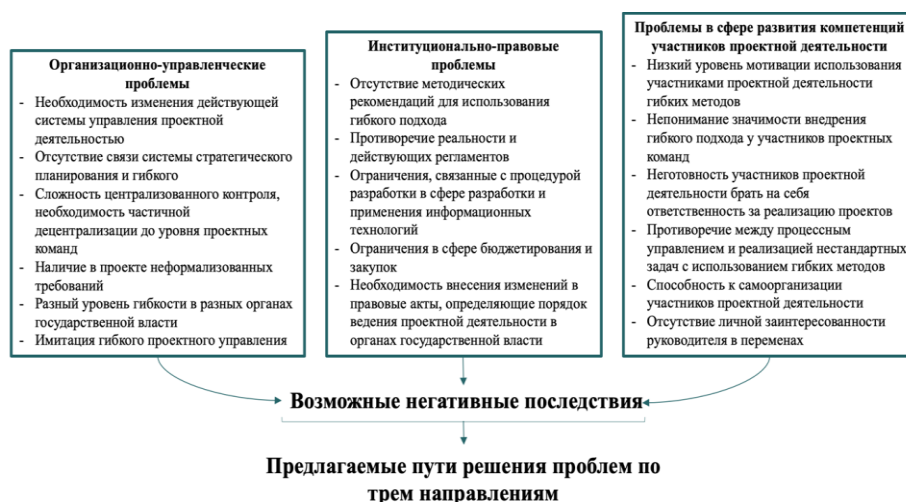 Организационно-управленческие
проблемы
- Необходимость изменения действующей
системы управления проектной
деятельностью
- Отсутствие связи системы стратегического
планирования и гибкого
- Сложность централизованного контроля,
необходимость частичной
децентрализации до уровня проектных
команд
- Наличие в проекте неформализованных
требований
- Разный уровень гибкости в разных органах
государственной власти
- Имитация гибкого проектного управления
Институционально-правовые
проблемы
- Отсутствие методических
рекомендаций для использования
гибкого подхода
- Противоречие реальности и
действующих регламентов
- Ограничения, связанные с процедурой
разработки в сфере разработки и
применения информационных
технологий
- Ограничения в сфере бюджетирования и
закупок
- Необходимость внесения изменений в
правовые акты, определяющие порядок
ведения проектной деятельности в
органах государственной власти
Проблемы в сфере развития компетенций
участников проектной деятельности
- Низкий уровень мотивации использования
участниками проектной деятельности
гибких методов
- Непонимание значимости внедрения
гибкого подхода у участников проектных
команд
- Неготовность участников проектной
деятельности брать на себя
ответственность за реализацию проектов
- Противоречие между процессным
управлением и реализацией нестандартных
задач с использованием гибких методов
- Способность к самоорганизации
участников проектной деятельности
- Отсутствие личной заинтересованности
руководителя в переменах
Возможные негативные последствия
Предлагаемые пути решения проблем по
трем направлениям